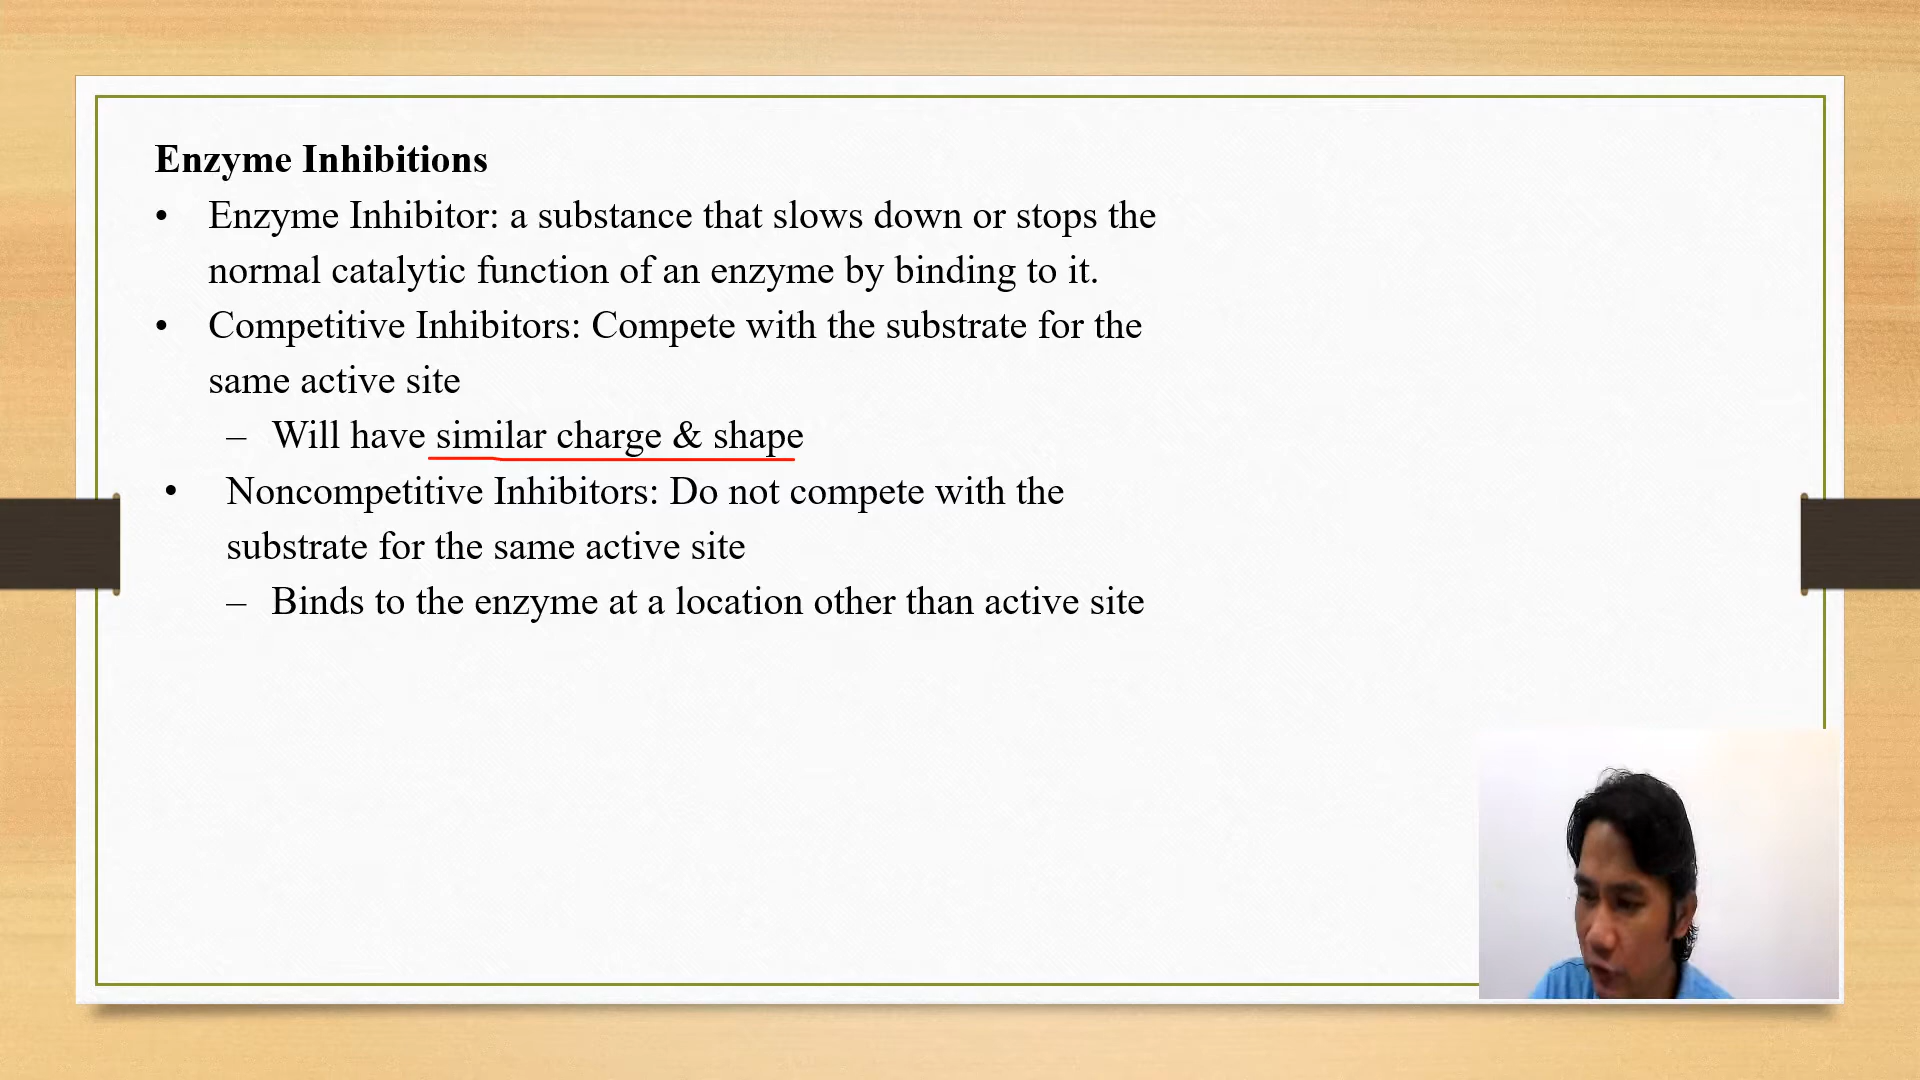 Enzyme Inhibitions
• Enzyme Inhibitor: a substance that slows down or stops the
normal catalytic function of an enzyme by binding to it.
• Competitive Inhibitors: Compete with the substrate for the
same active site
– Will have similar charge & shape
• Noncompetitive Inhibitors: Do not compete with the
substrate for the same active site
– Binds to the enzyme at a location other than active site